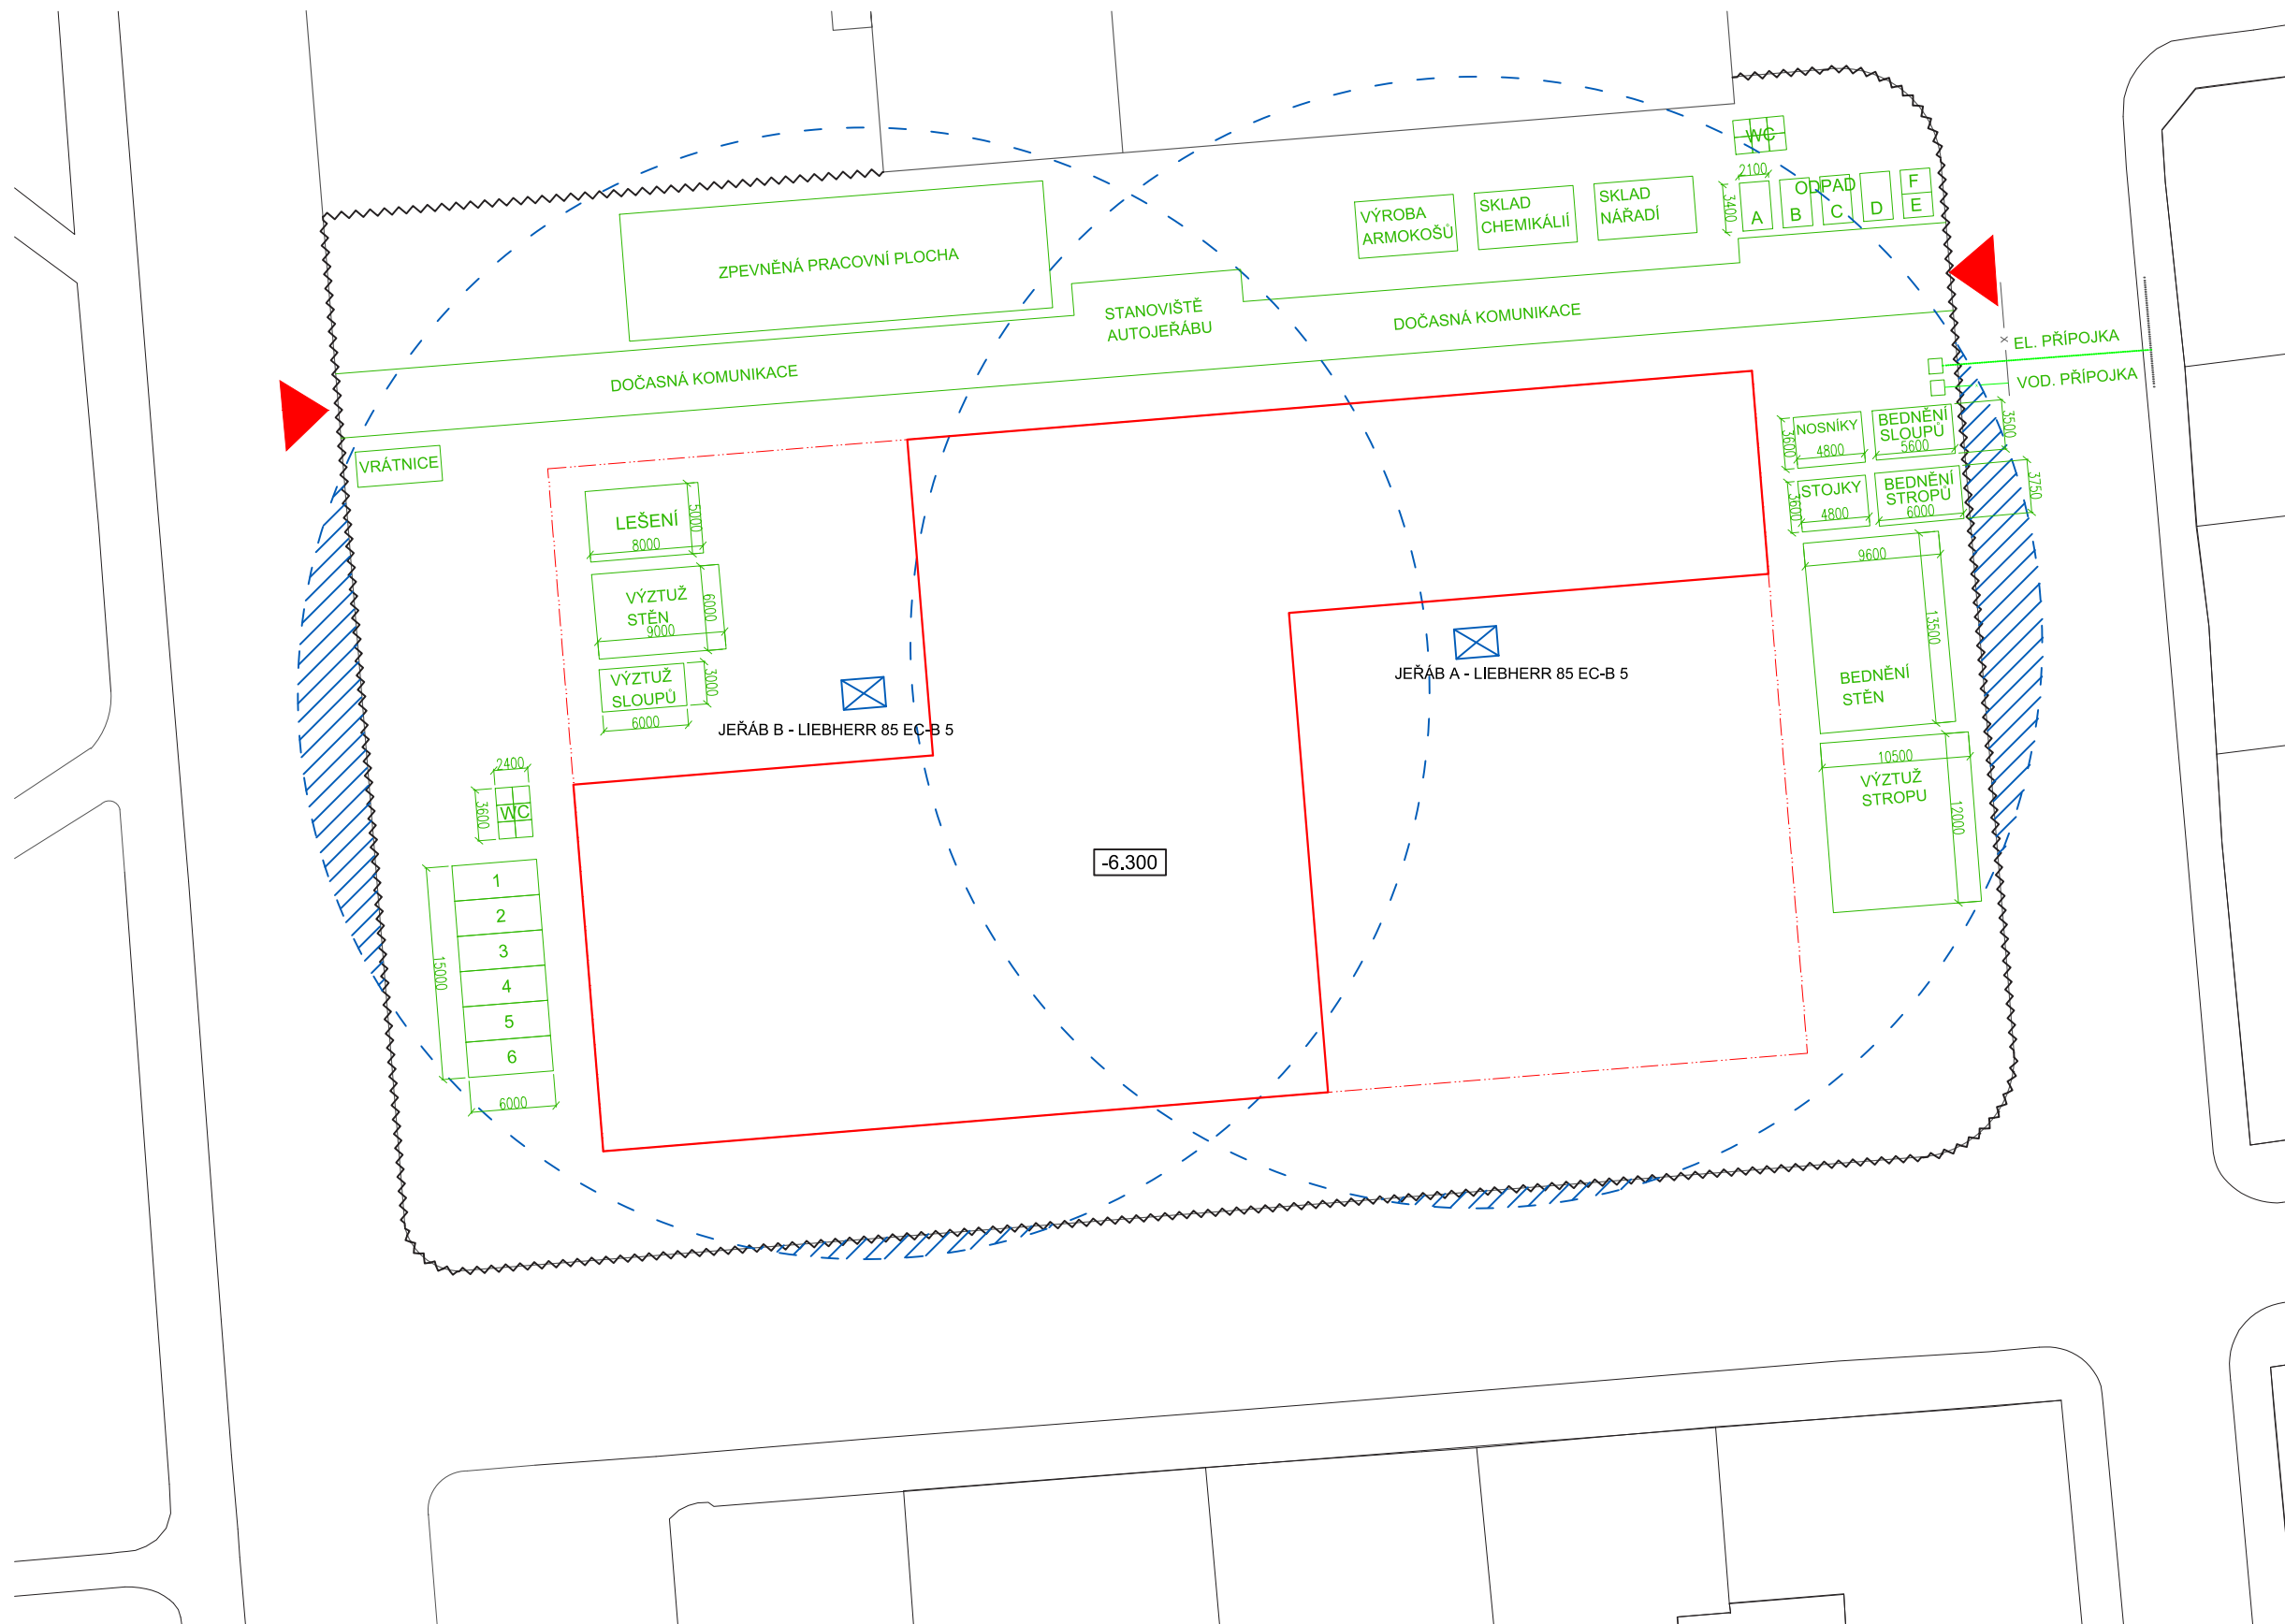 WC
2100
ODPAD
3400
A
B
C
D
F
E
VÝROBA
ARMOKOŠŮ
SKLAD
CHEMIKÁLIÍ
SKLAD
NÁŘADÍ
ZPEVNĚNÁ PRACOVNÍ PLOCHA
STANOVIŠTĚ
AUTOJEŘÁBU
DOČASNÁ KOMUNIKACE
DOČASNÁ KOMUNIKACE
X
EL. PŘÍPOJKA
VOD. PŘÍPOJKA
VRÁTNICE
NOSNÍKY
4800
3600
BEDNĚNÍ
SLOUPŮ
5600
3500
STOJKY
4800
3600
BEDNĚNÍ
STROPŮ
6000
3750
LEŠENÍ
8000
5000
VÝZTUŽ
STĚN
9000
6000
VÝZTUŽ
SLOUPŮ
6000
3000
9600
13500
BEDNĚNÍ
STĚN
JEŘÁB A - LIEBHERR 85 EC-B 5
JEŘÁB B - LIEBHERR 85 EC-B 5
10500
VÝZTUŽ
STROPU
12000
2400
3600
WC
-6.300
1
2
3
4
5
6
15000
6000